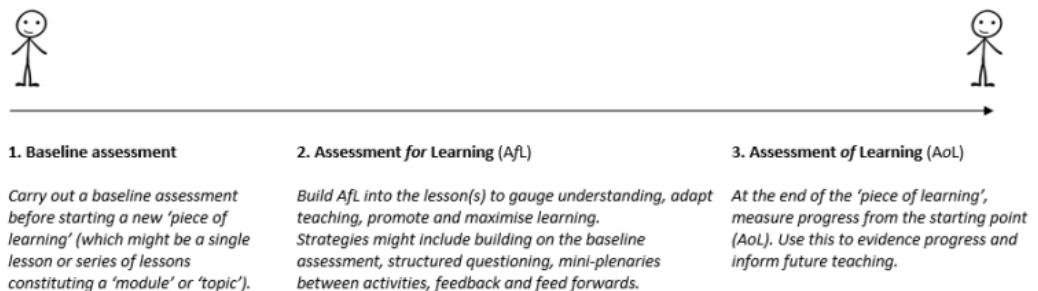 1. Baseline assessment
Carry out a baseline assessment
before starting a new ‘piece of
learning’ (which might be a single
lesson or series of lessons
constituting a ‘module’ or ‘topic’).
2. Assessment for Learning (AfL)
Build AfL into the lesson(s) to gauge understanding, adapt
teaching, promote and maximise learning.
Strategies might include building on the baseline
assessment, structured questioning, mini-plenaries
between activities, feedback and feed forwards.
3. Assessment of Learning (AoL)
At the end of the ‘piece of learning’,
measure progress from the starting point
(AoL). Use this to evidence progress and
inform future teaching.